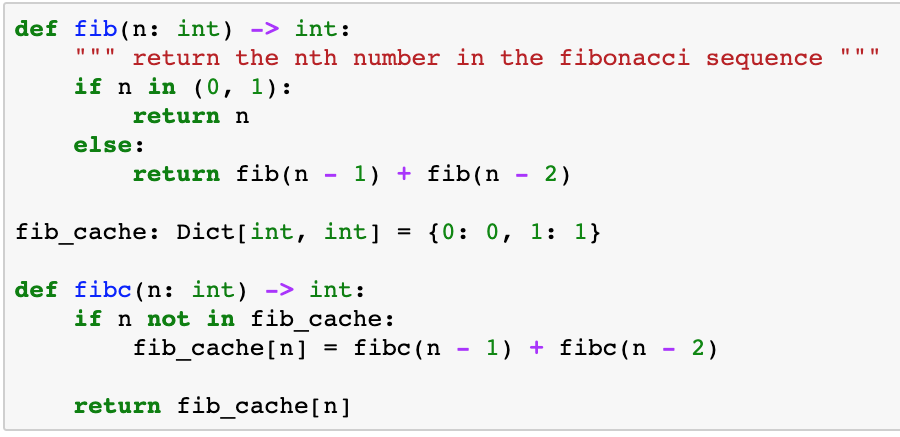 def fib(n: int) -> int:
    """ return the nth number in the fibonacci sequence """
    if n in (0, 1):
        return n
    else:
        return fib(n - 1) + fib(n - 2)

fib_cache: Dict[int, int] = {0: 0, 1: 1}

def fibc(n: int) -> int:
    if n not in fib_cache:
        fib_cache[n] = fibc(n - 1) + fibc(n - 2)

    return fib_cache[n]